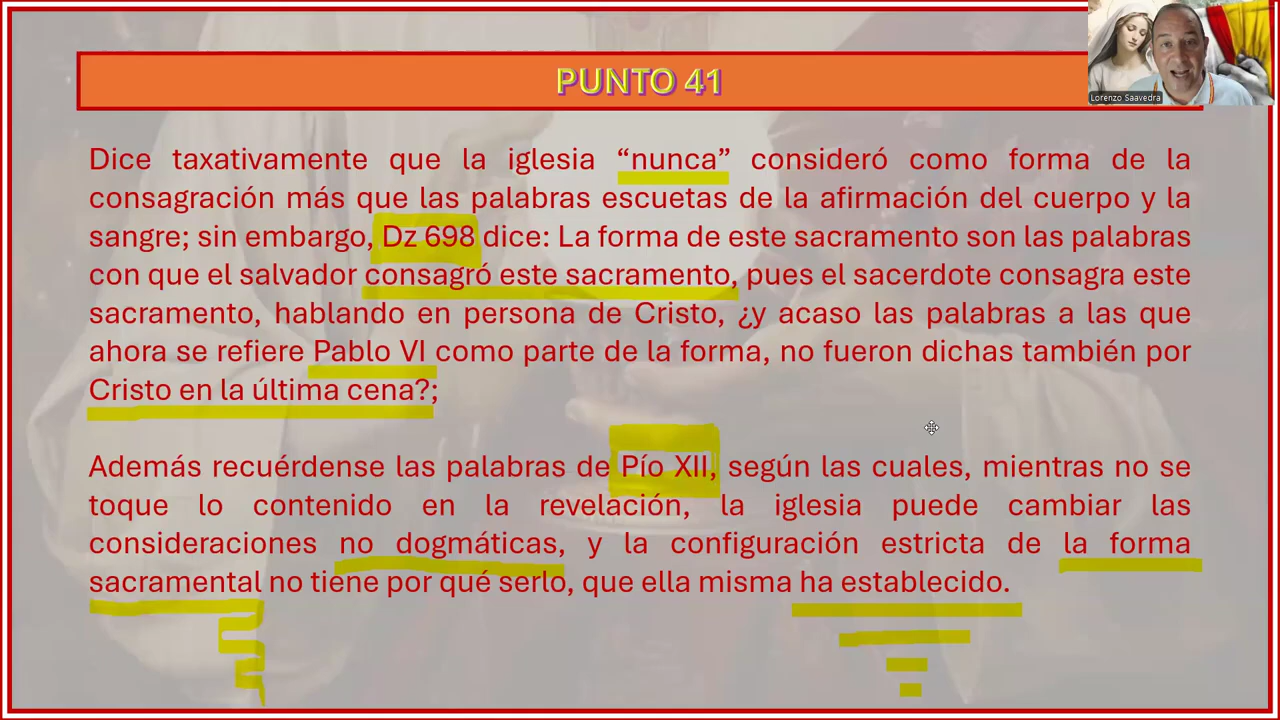 PUNTO 41
Lorenzo Saavedra
Dice taxativamente que la iglesia “nunca” consideró como forma de la
consagración más que las palabras escuetas de la afirmación del cuerpo y la
sangre; sin embargo, Dz 698 dice: La forma de este sacramento son las palabras
con que el salvador consagró este sacramento, pues el sacerdote consagra este
sacramento, hablando en persona de Cristo, ¿y acaso las palabras a las que
ahora se refiere Pablo VI como parte de la forma, no fueron dichas también por
Cristo en la última cena?;
Además recuérdense las palabras de Pío XII, según las cuales, mientras no se
toque lo contenido en la revelación, la iglesia puede cambiar las
consideraciones no dogmáticas, y la configuración estricta de la forma
sacramental no tiene por qué serlo, que ella misma ha establecido.